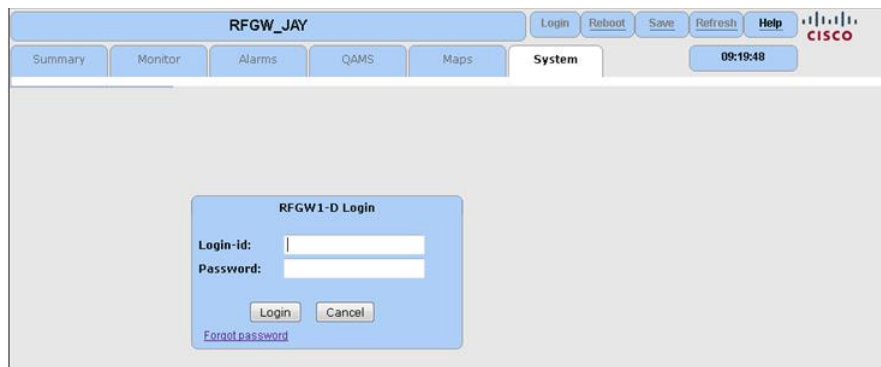 RFGW_JAY
Login Reboot Save Refresh Help
CISCO
Summary Monitor Alarms QAMS Maps System
09:19:48
RFGW1-D Login
Login-id:
Password:
Login Cancel
Forgot password